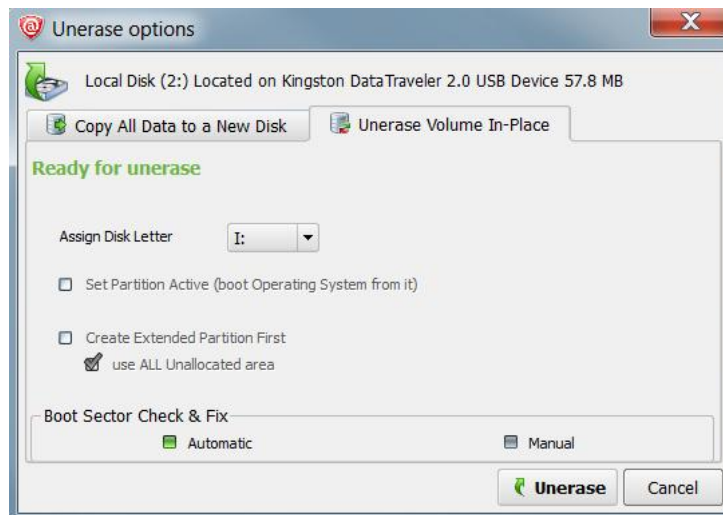 Unerase options
Local Disk (2:) Located on Kingston DataTraveler 2.0 USB Device 57.8 MB
Copy All Data to a New Disk
Unerase Volume In-Place
Ready for unerase
Assign Disk Letter I:
Set Partition Active (boot Operating System from it)
Create Extended Partition First
use ALL Unallocated area
Boot Sector Check & Fix
Automatic Manual
Unerase Cancel